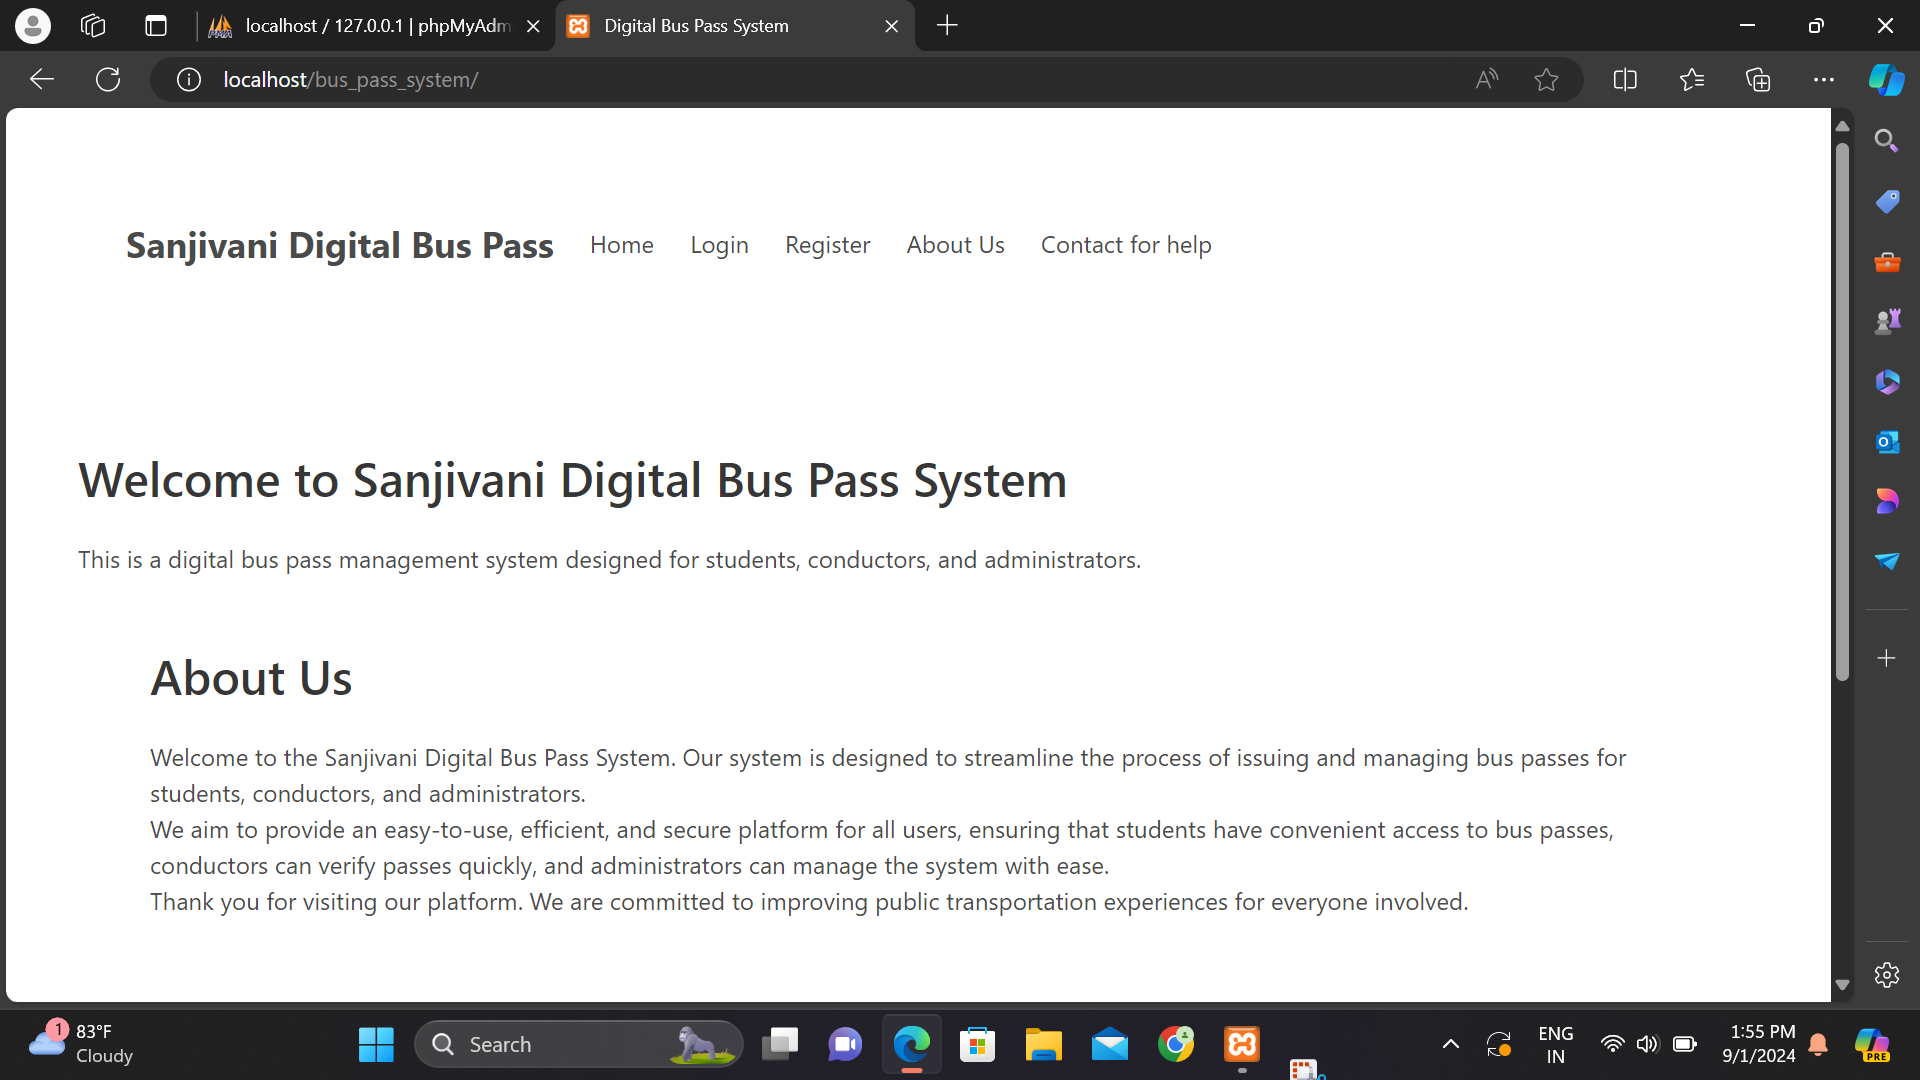 localhost / 127.0.0.1 | phpMyAdm
Digital Bus Pass System
localhost/bus_pass_system/
Sanjivani Digital Bus Pass
Home
Login
Register
About Us
Contact for help
Welcome to Sanjivani Digital Bus Pass System
This is a digital bus pass management system designed for students, conductors, and administrators.
About Us
Welcome to the Sanjivani Digital Bus Pass System. Our system is designed to streamline the process of issuing and managing bus passes for
students, conductors, and administrators.
We aim to provide an easy-to-use, efficient, and secure platform for all users, ensuring that students have convenient access to bus passes,
conductors can verify passes quickly, and administrators can manage the system with ease.
Thank you for visiting our platform. We are committed to improving public transportation experiences for everyone involved.
1
83°F
Cloudy
Search
ENG
IN
1:55 PM
9/1/2024
PRE